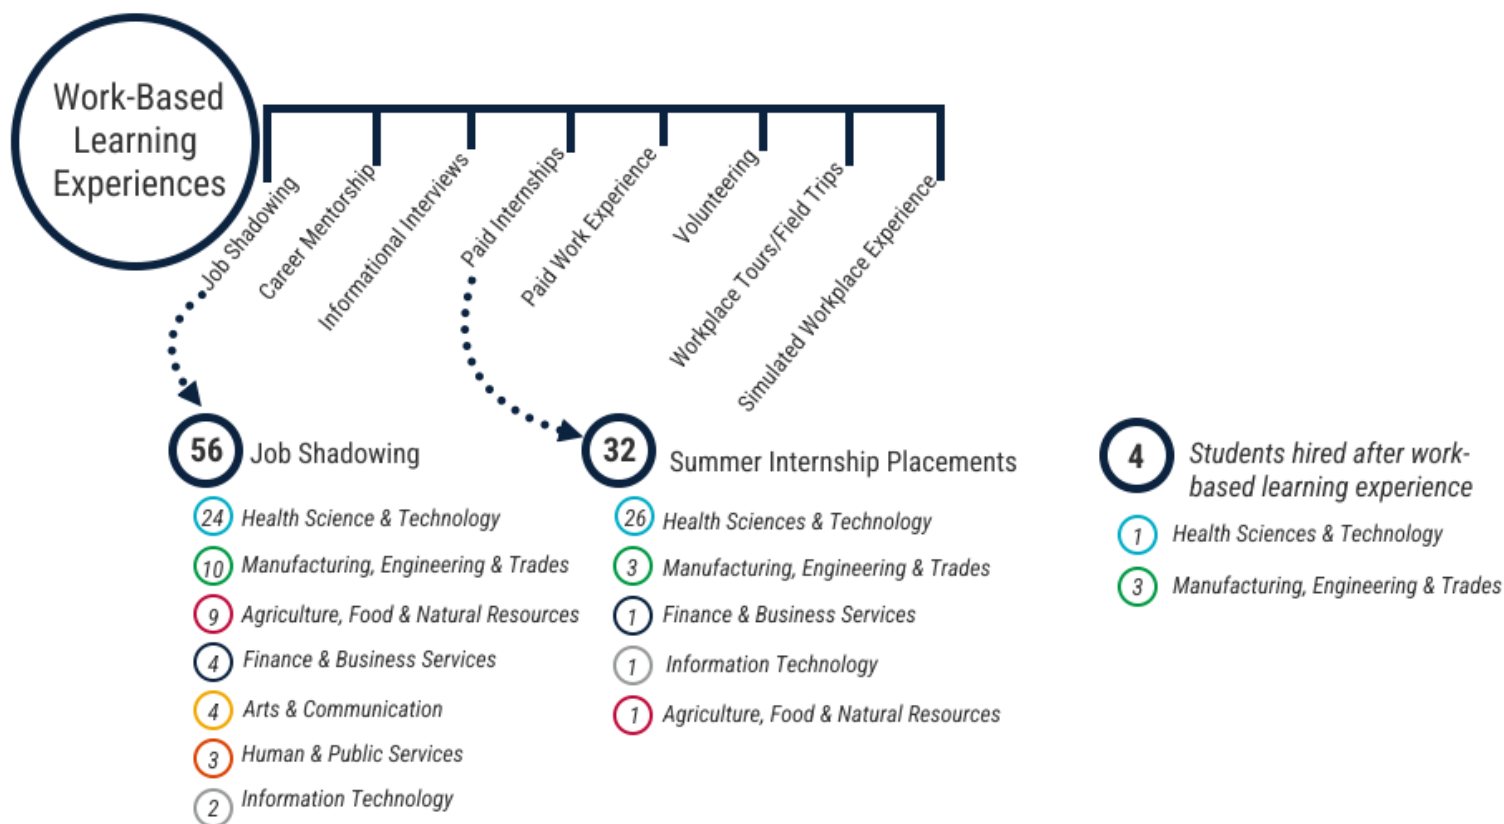 Work-Based
Learning
Experiences
Job Shadowing
Career Mentorship
Informational Interviews
Paid Internships
Paid Work Experience
Volunteering
Workplace Tours/Field Trips
Simulated Workplace Experience
56 Job Shadowing
24 Health Science & Technology
10 Manufacturing, Engineering & Trades
9 Agriculture, Food & Natural Resources
4 Finance & Business Services
4 Arts & Communication
3 Human & Public Services
2 Information Technology
32 Summer Internship Placements
26 Health Sciences & Technology
3 Manufacturing, Engineering & Trades
1 Finance & Business Services
1 Information Technology
1 Agriculture, Food & Natural Resources
4 Students hired after work-
based learning experience
1 Health Sciences & Technology
3 Manufacturing, Engineering & Trades